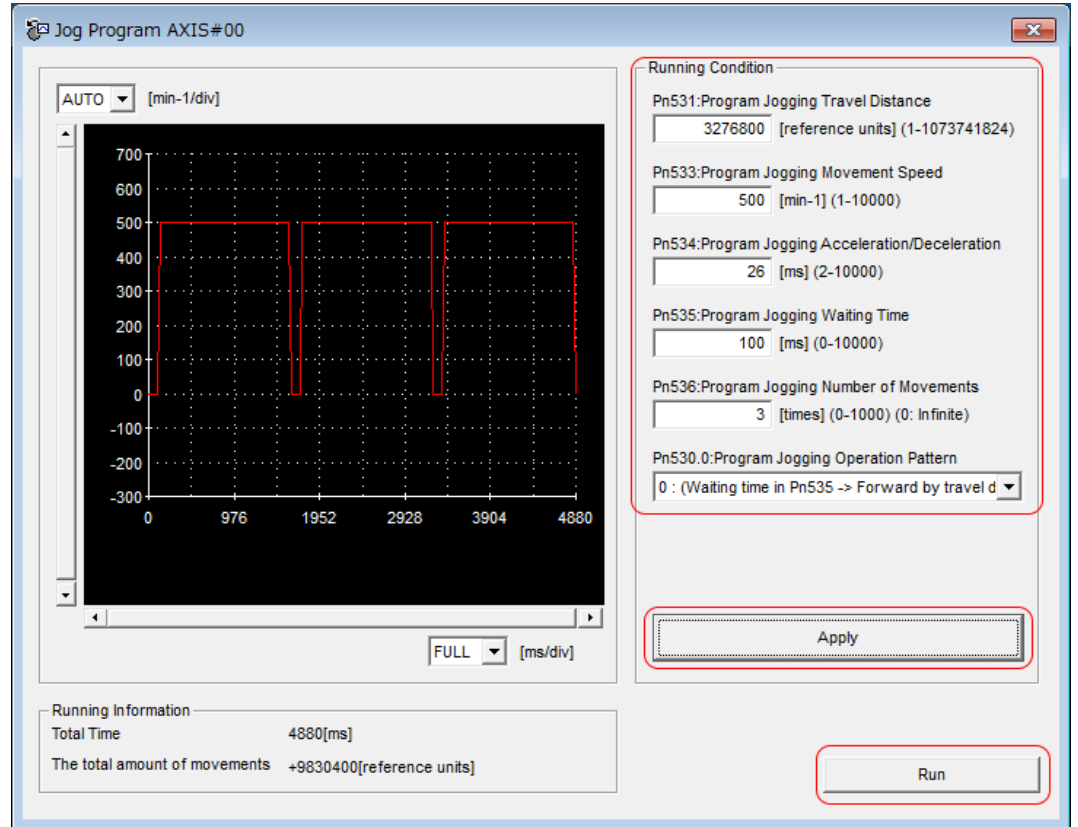 Jog Program AXIS#00
AUTO [min-1/div]
700
600
500
400
300
200
100
0
-100
-200
-300
0 976 1952 2928 3904 4880
FULL [ms/div]
Running Condition
Pn531:Program Jogging Travel Distance
3276800 [reference units] (1-1073741824)
Pn533:Program Jogging Movement Speed
500 [min-1] (1-10000)
Pn534:Program Jogging Acceleration/Deceleration
26 [ms] (2-10000)
Pn535:Program Jogging Waiting Time
100 [ms] (0-10000)
Pn536:Program Jogging Number of Movements
3 [times] (0-1000) (0: Infinite)
Pn530.0:Program Jogging Operation Pattern
0 : (Waiting time in Pn535 -> Forward by travel d
Apply
Running Information
Total Time 4880[ms]
The total amount of movements +9830400[reference units]
Run